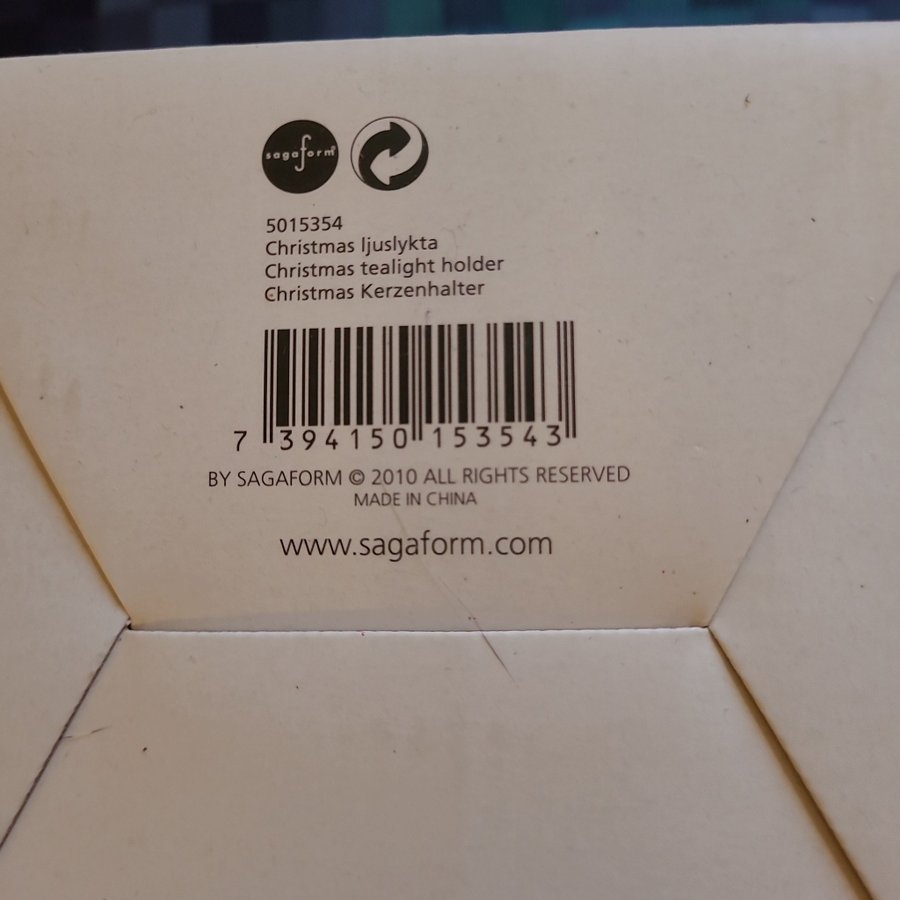 sagaform®
5015354
Christmas ljuslykta
Christmas tealight holder
Christmas Kerzenhalter
7 394150 153543
BY SAGAFORM © 2010 ALL RIGHTS RESERVED
MADE IN CHINA
www.sagaform.com